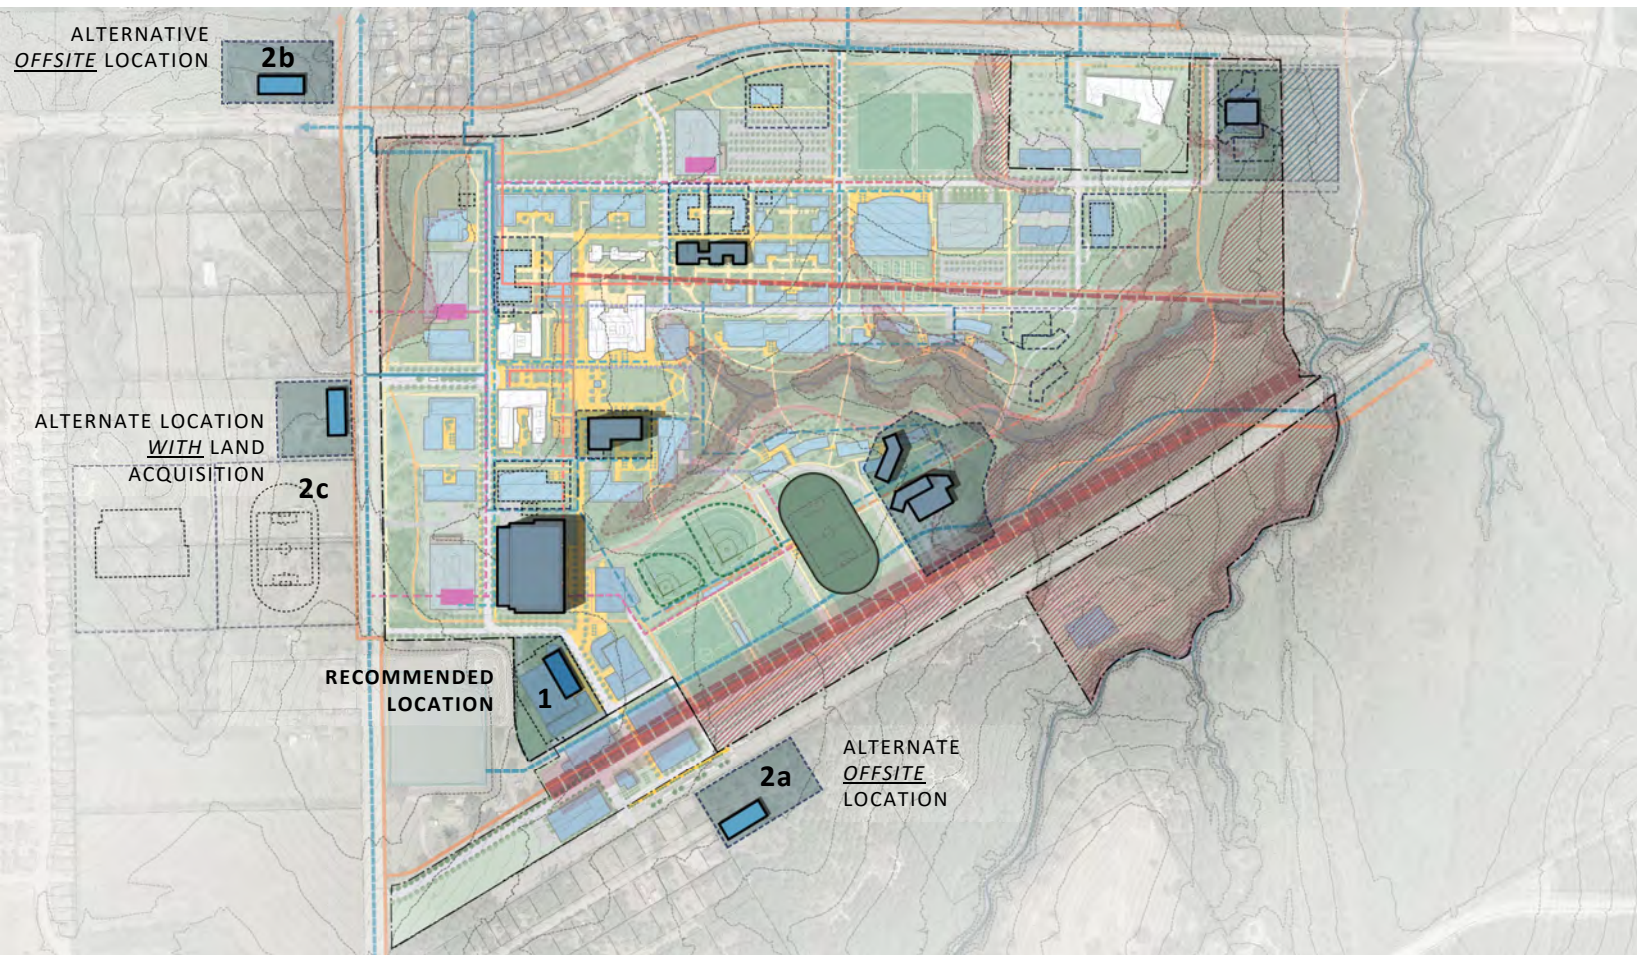 ALTERNATIVE
OFFSITE LOCATION
2b
ALTERNATE LOCATION
WITH LAND
ACQUISITION
2c
RECOMMENDED
LOCATION
1
2a
ALTERNATE
OFFSITE
LOCATION